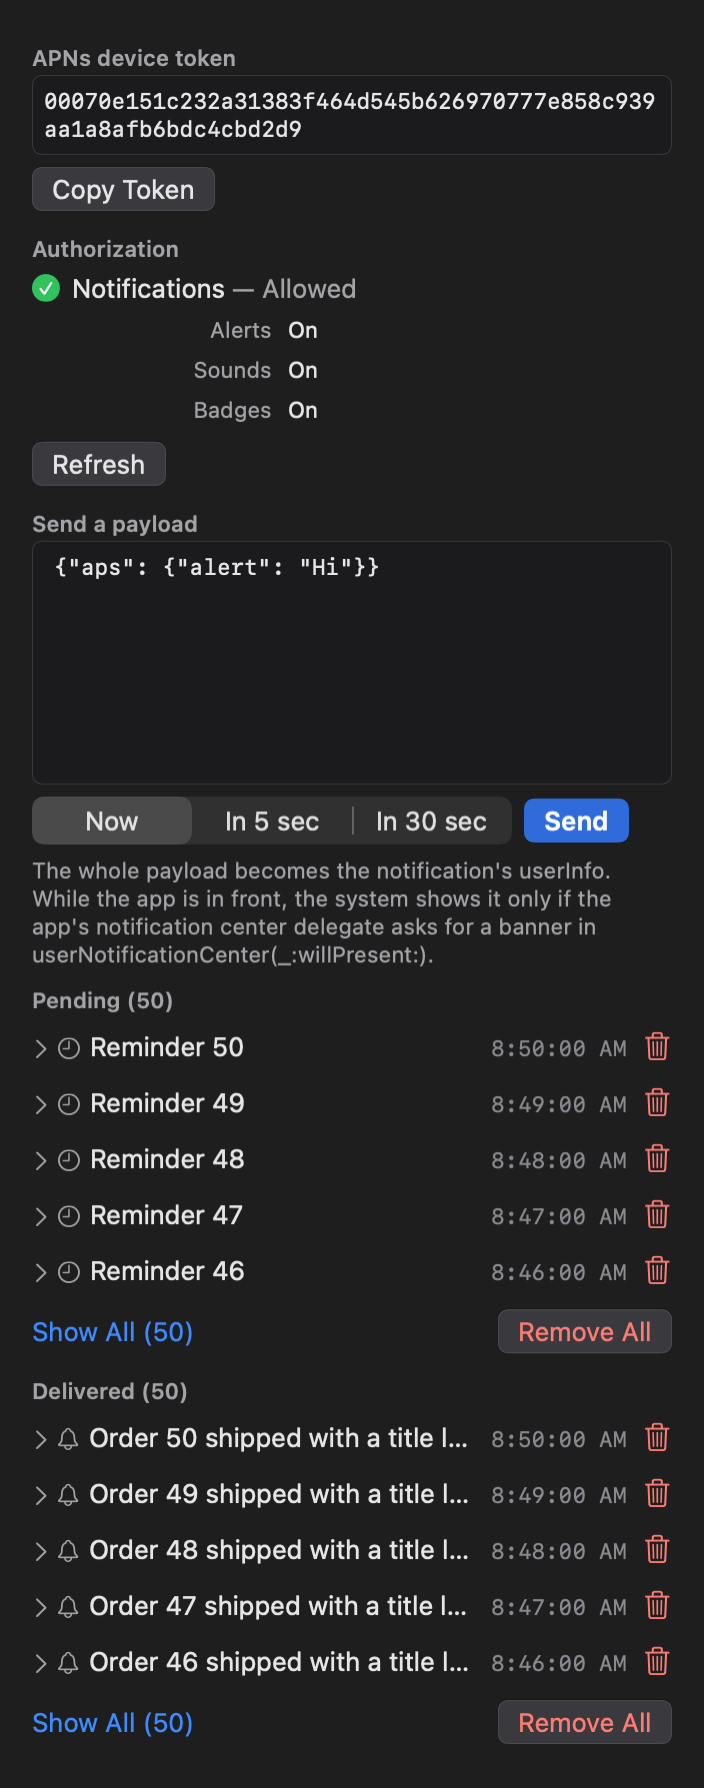 APNs device token
00070e151c232a31383f464d545b626970777e858c939
aa1a8afb6bdc4cbd2d9
Copy Token
Authorization
Notifications — Allowed
Alerts On
Sounds On
Badges On
Refresh
Send a payload
{"aps": {"alert": "Hi"}}
Now In 5 sec In 30 sec Send
The whole payload becomes the notification's userInfo.
While the app is in front, the system shows it only if the
app's notification center delegate asks for a banner in
userNotificationCenter(_:willPresent:).
Pending (50)
Reminder 50 8:50:00 AM
Reminder 49 8:49:00 AM
Reminder 48 8:48:00 AM
Reminder 47 8:47:00 AM
Reminder 46 8:46:00 AM
Show All (50) Remove All
Delivered (50)
Order 50 shipped with a title l... 8:50:00 AM
Order 49 shipped with a title l... 8:49:00 AM
Order 48 shipped with a title l... 8:48:00 AM
Order 47 shipped with a title l... 8:47:00 AM
Order 46 shipped with a title l... 8:46:00 AM
Show All (50) Remove All